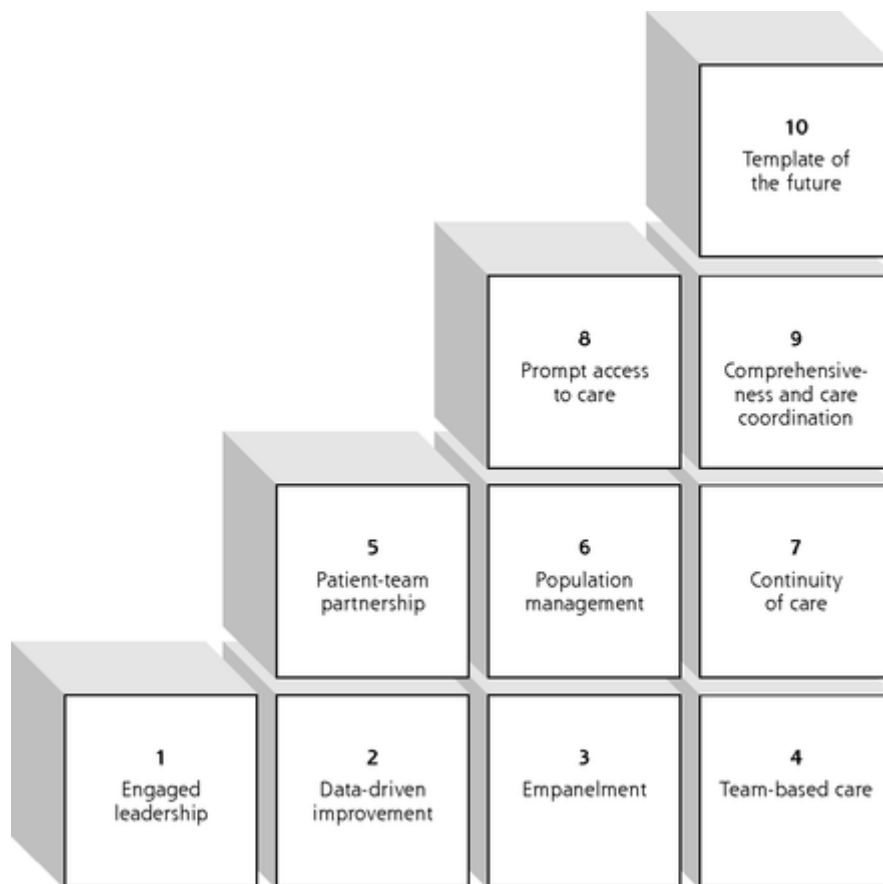 10
Template of
the future
8
Prompt access
to care
9
Comprehensive-
ness and care
coordination
5
Patient-team
partnership
6
Population
management
7
Continuity
of care
1
Engaged
leadership
2
Data-driven
improvement
3
Empanelment
4
Team-based care